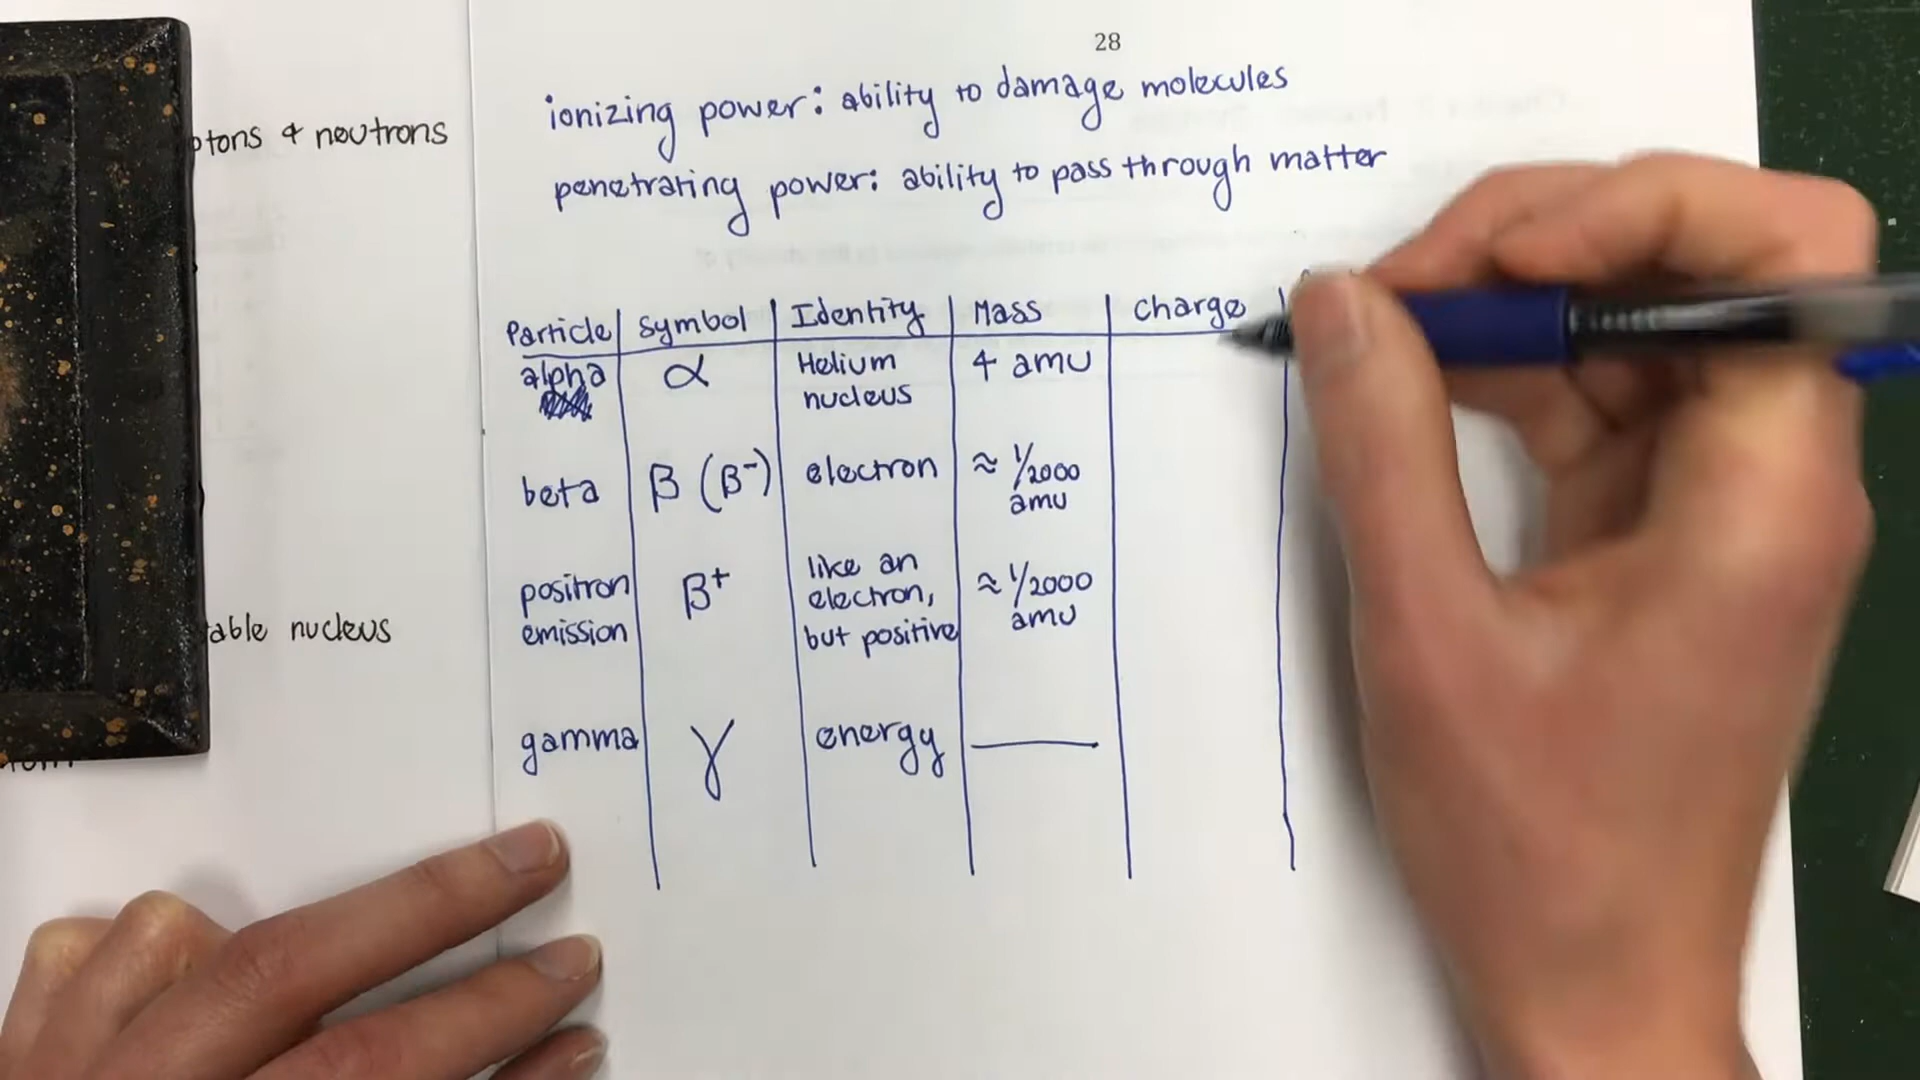 28
ionizing power: ability to damage molecules
penetrating power: ability to pass through matter
neutrons
nucleus
Particle Symbol Identity Mass Charge
alpha α Helium nucleus 4 amu
beta β (β⁻) electron ≈ 1/2000 amu
positron emission β⁺ like an electron, but positive ≈ 1/2000 amu
gamma γ energy